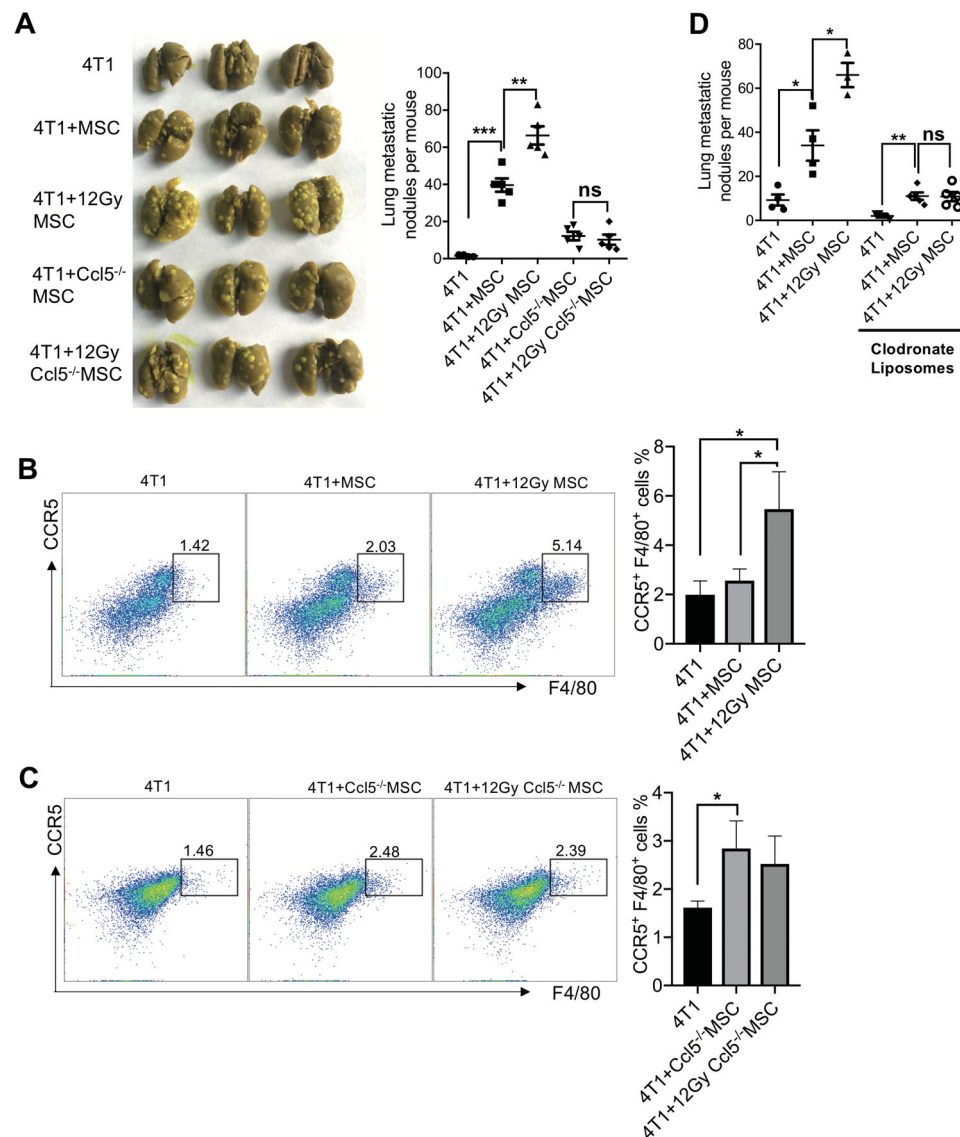 A
4T1
4T1+MSC
4T1+12Gy
MSC
4T1+Ccl5-/-
MSC
4T1+12Gy
Ccl5-/-MSC
Lung metastatic
nodules per mouse
100
80
60
40
20
0
***
**
ns
4T1
4T1+MSC
4T1+12Gy MSC
4T1+Ccl5-/-MSC
4T1+12Gy Ccl5-/-MSC
D
Lung metastatic
nodules per mouse
80
60
40
20
0
*
*
**
ns
4T1
4T1+MSC
4T1+12Gy MSC
4T1
4T1+MSC
4T1+12Gy MSC
Clodronate
Liposomes
B
4T1
4T1+MSC
4T1+12Gy MSC
CCR5
1.42
2.03
5.14
F4/80
CCR5+ F4/80+ cells %
8
6
4
2
0
*
*
4T1
4T1+MSC
4T1+12Gy MSC
C
4T1
4T1+Ccl5-/-MSC
4T1+12Gy Ccl5-/- MSC
CCR5
1.46
2.48
2.39
F4/80
CCR5+ F4/80+ cells %
4
3
2
1
0
*
4T1
4T1+Ccl5-/-MSC
4T1+12Gy Ccl5-/-MSC